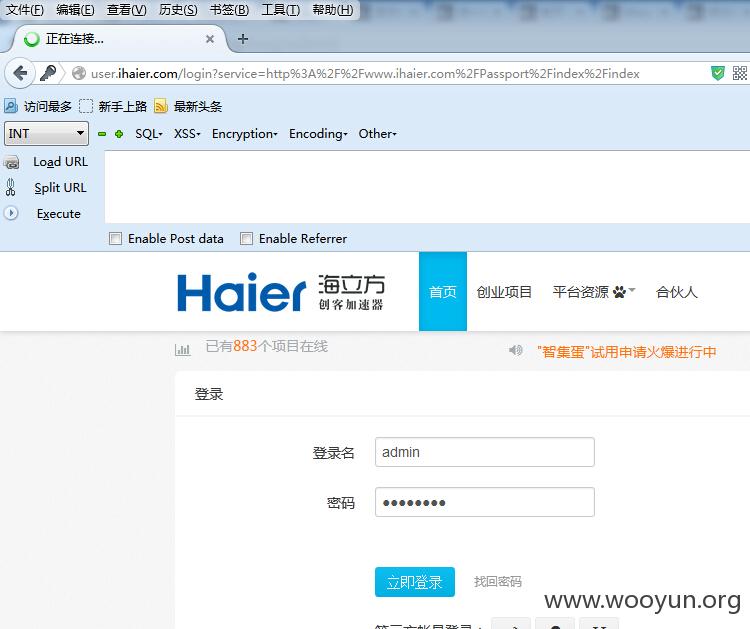 文件(F) 编辑(E) 查看(V) 历史(S) 书签(B) 工具(T) 帮助(H)
正在连接...
user.ihaier.com/login?service=http%3A%2F%2Fwww.ihaier.com%2FPassport%2Findex%2Findex
访问最多 新手上路 最新头条
INT SQL XSS Encryption Encoding Other
Load URL
Split URL
Execute
Enable Post data Enable Referrer
Haier 海立方
创客加速器
首页 创业项目 平台资源 合伙人
已有883个项目在线 "智集蛋"试用申请火爆进行中
登录
登录名 admin
密码
立即登录 找回密码
www.wooyun.org